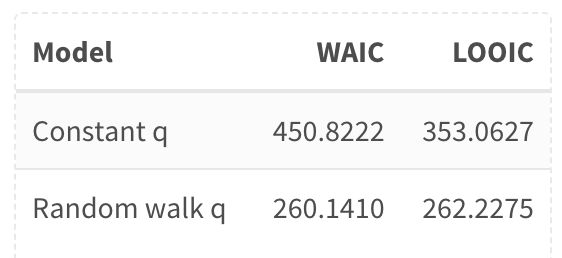 Model WAIC LOOIC
Constant q 450.8222 353.0627
Random walk q 260.1410 262.2275